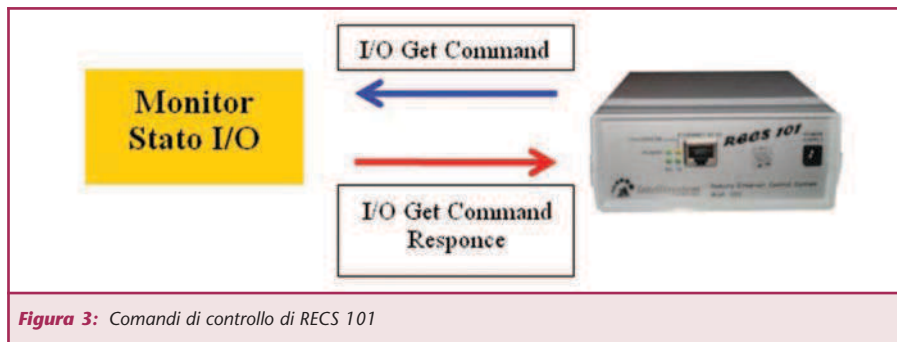 I/O Get Command
Monitor
Stato I/O
RECS 101
I/O Get Command
Responce
Figura 3: Comandi di controllo di RECS 101